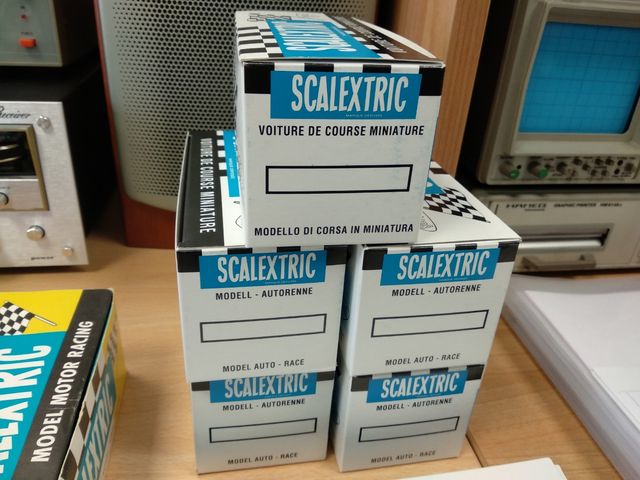 SCALEXTRIC
VOITURE DE COURSE MINIATURE
MODELLO DI CORSA IN MINIATURA
VOITURE DE COURSE MINIATURE
SCALEXTRIC
MODELL - AUTORENNE
MODEL AUTO - RACE
SCALEXTRIC
MODELL - AUTORENNE
MODEL AUTO - RACE
SCALEXTRIC
MODELL - AUTORENNE
MODEL AUTO - RACE
SCALEXTRIC
MODELL - AUTORENNE
MODEL AUTO - RACE
MODEL MOTOR RACING
Receiver
power